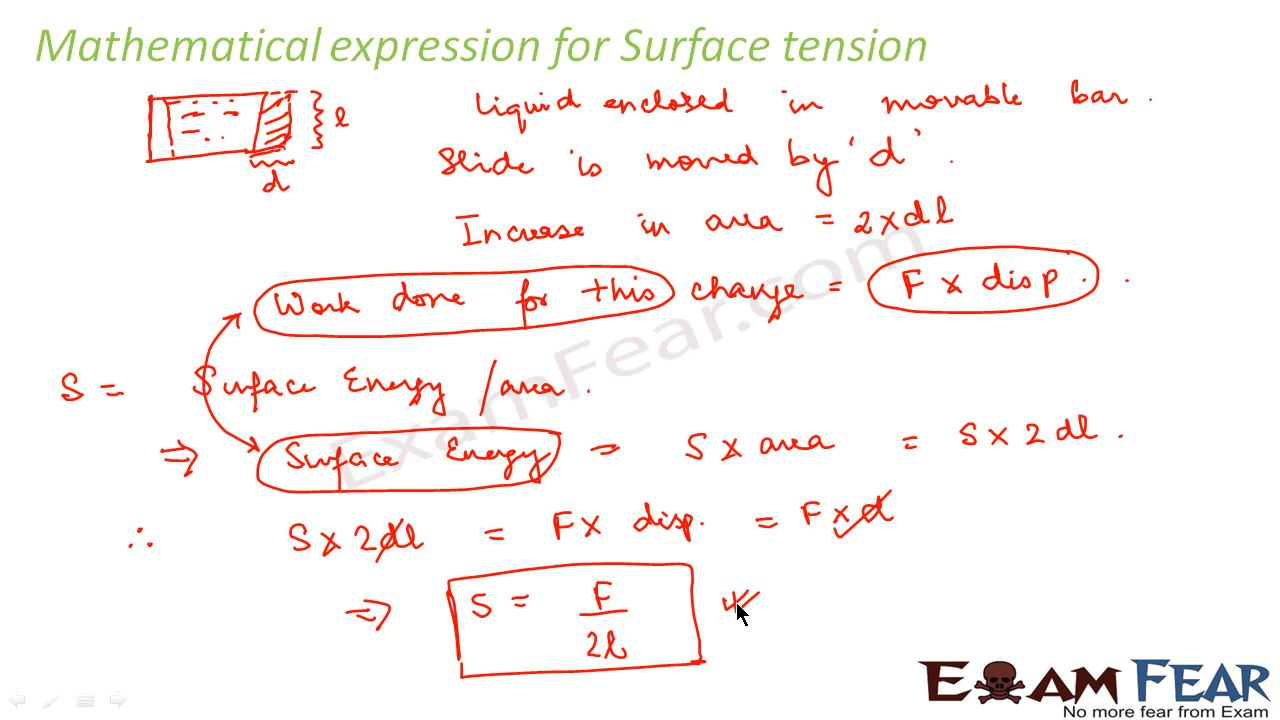 Mathematical expression for Surface tension
l
d
Liquid enclosed in movable bar.
Slide is moved by 'd'.
Increase in area = 2 x dl
Work done for this change = F x disp. .
S = Surface Energy / area.
⇒ Surface Energy = S x area = S x 2 dl.
∴ S x 2dl = F x disp. = F x d
⇒ S = F / 2l
ExamFear.com
EXAM FEAR
No more fear from Exam